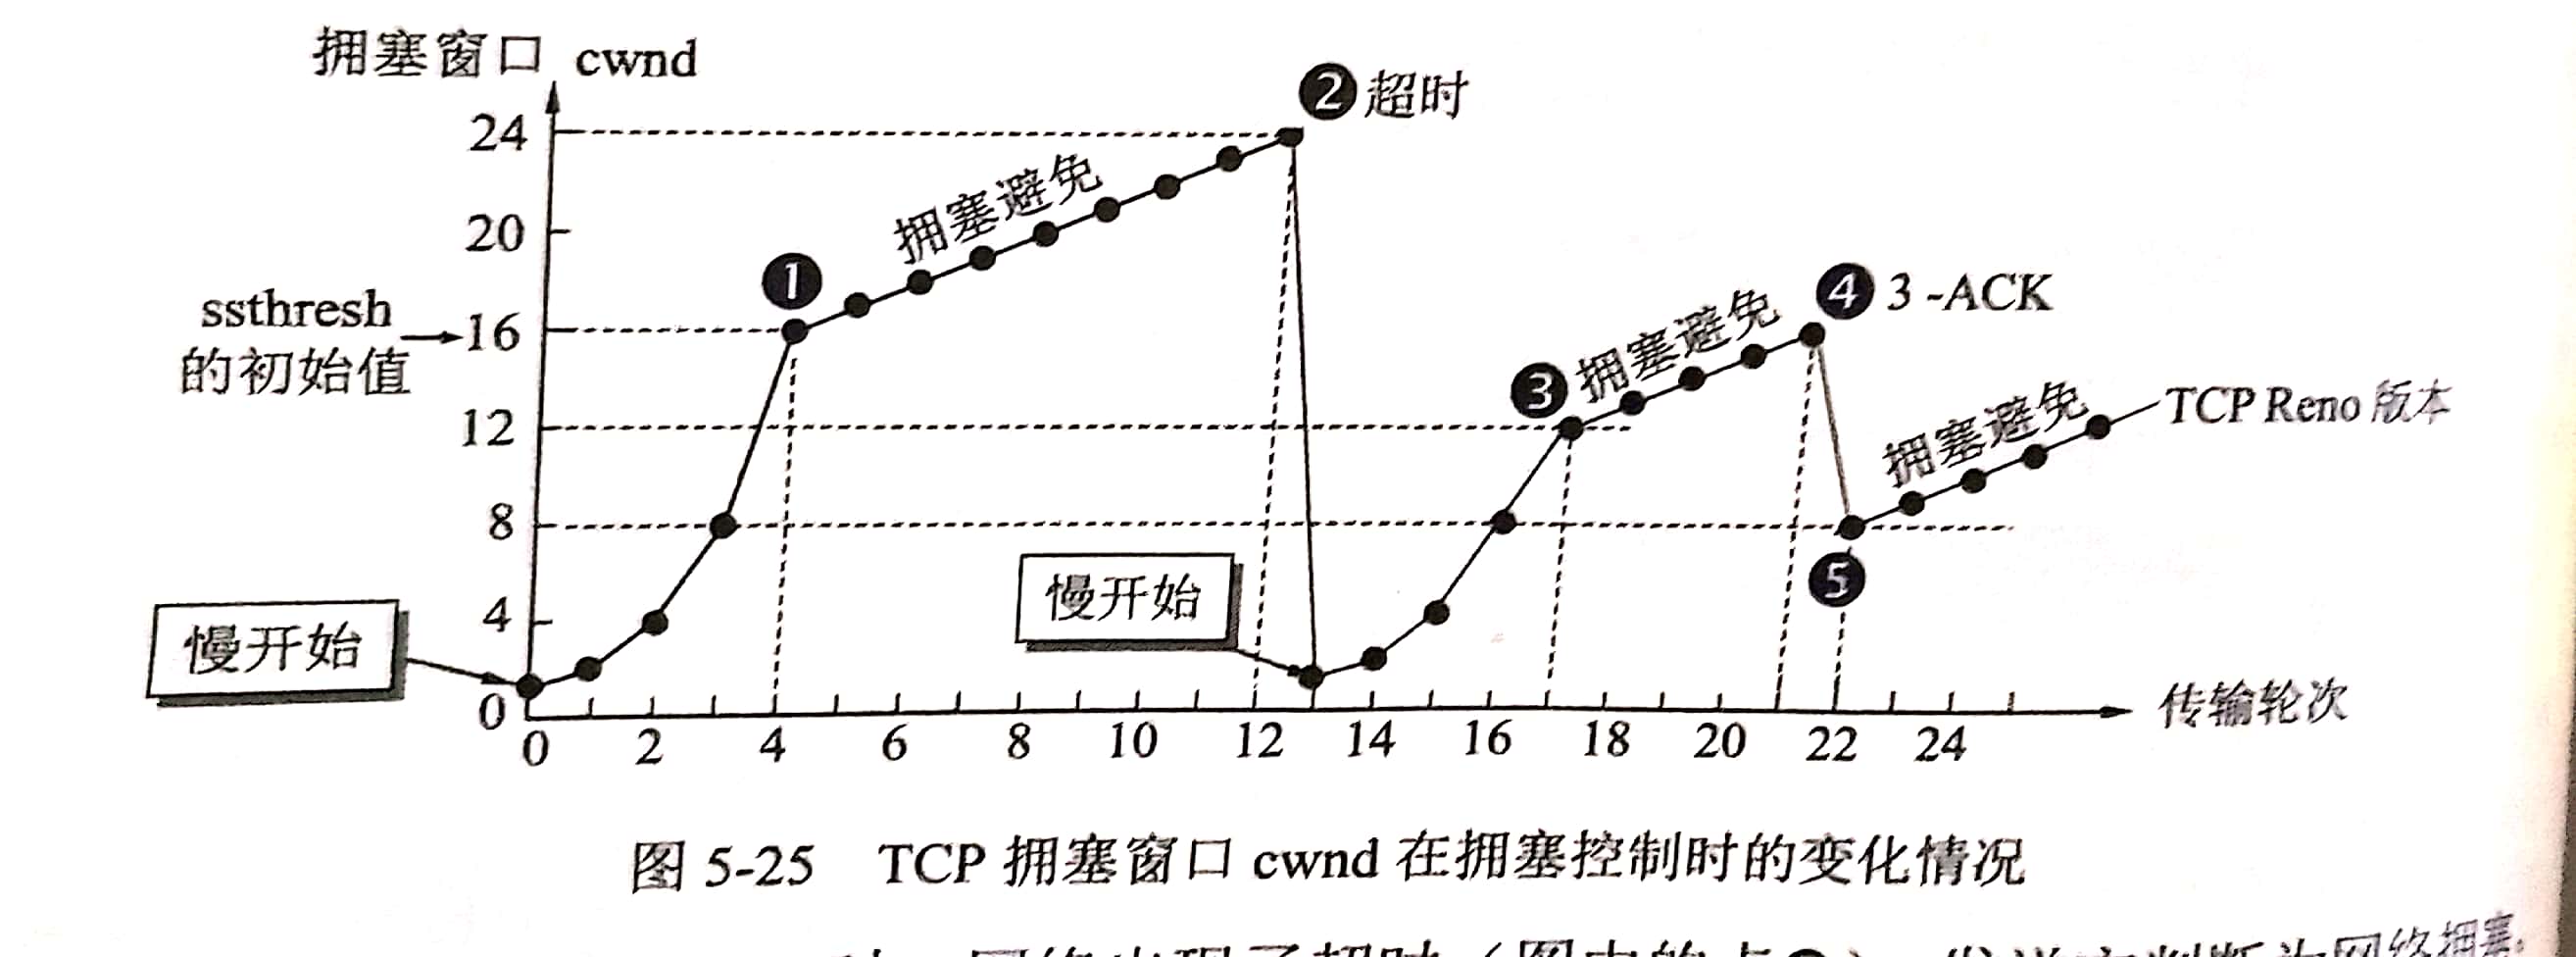 拥塞窗口 cwnd
24
20
ssthresh
的初始值
16
12
8
4
0
❷超时
拥塞避免
❶
❹ 3 -ACK
❸拥塞避免
拥塞避免
TCP Reno 版本
❺
慢开始
慢开始
0 2 4 6 8 10 12 14 16 18 20 22 24
传输轮次
图 5-25 TCP 拥塞窗口 cwnd 在拥塞控制时的变化情况